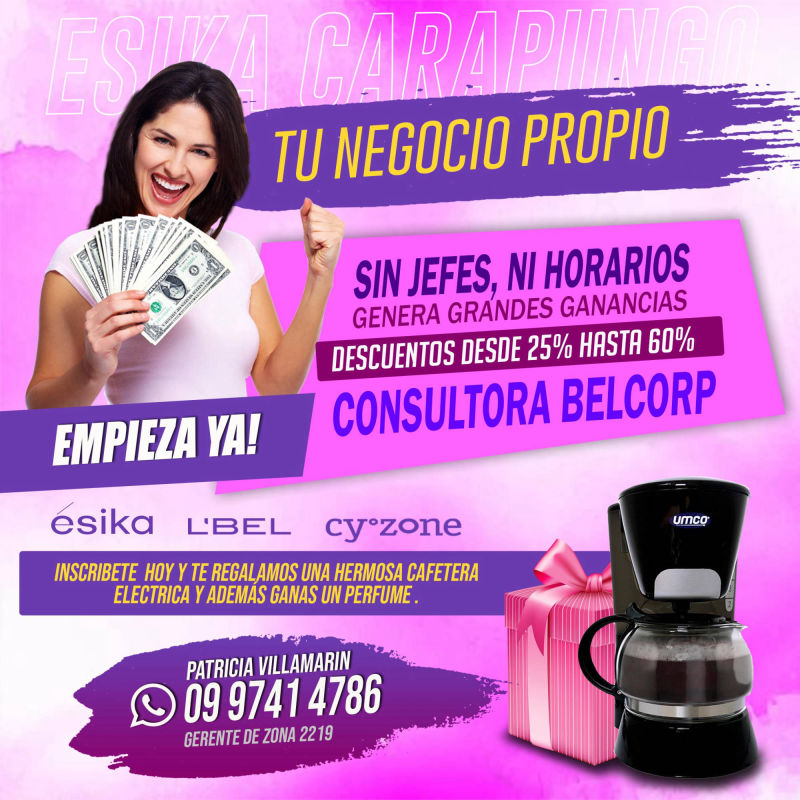 ESIKA CARAPUNGO
TU NEGOCIO PROPIO
SIN JEFES, NI HORARIOS
GENERA GRANDES GANANCIAS
DESCUENTOS DESDE 25% HASTA 60%
CONSULTORA BELCORP
EMPIEZA YA!
ésika L'BEL cy°zone
umco
INSCRIBETE HOY Y TE REGALAMOS UNA HERMOSA CAFETERA
ELECTRICA Y ADEMÁS GANAS UN PERFUME .
PATRICIA VILLAMARIN
09 9741 4786
GERENTE DE ZONA 2219